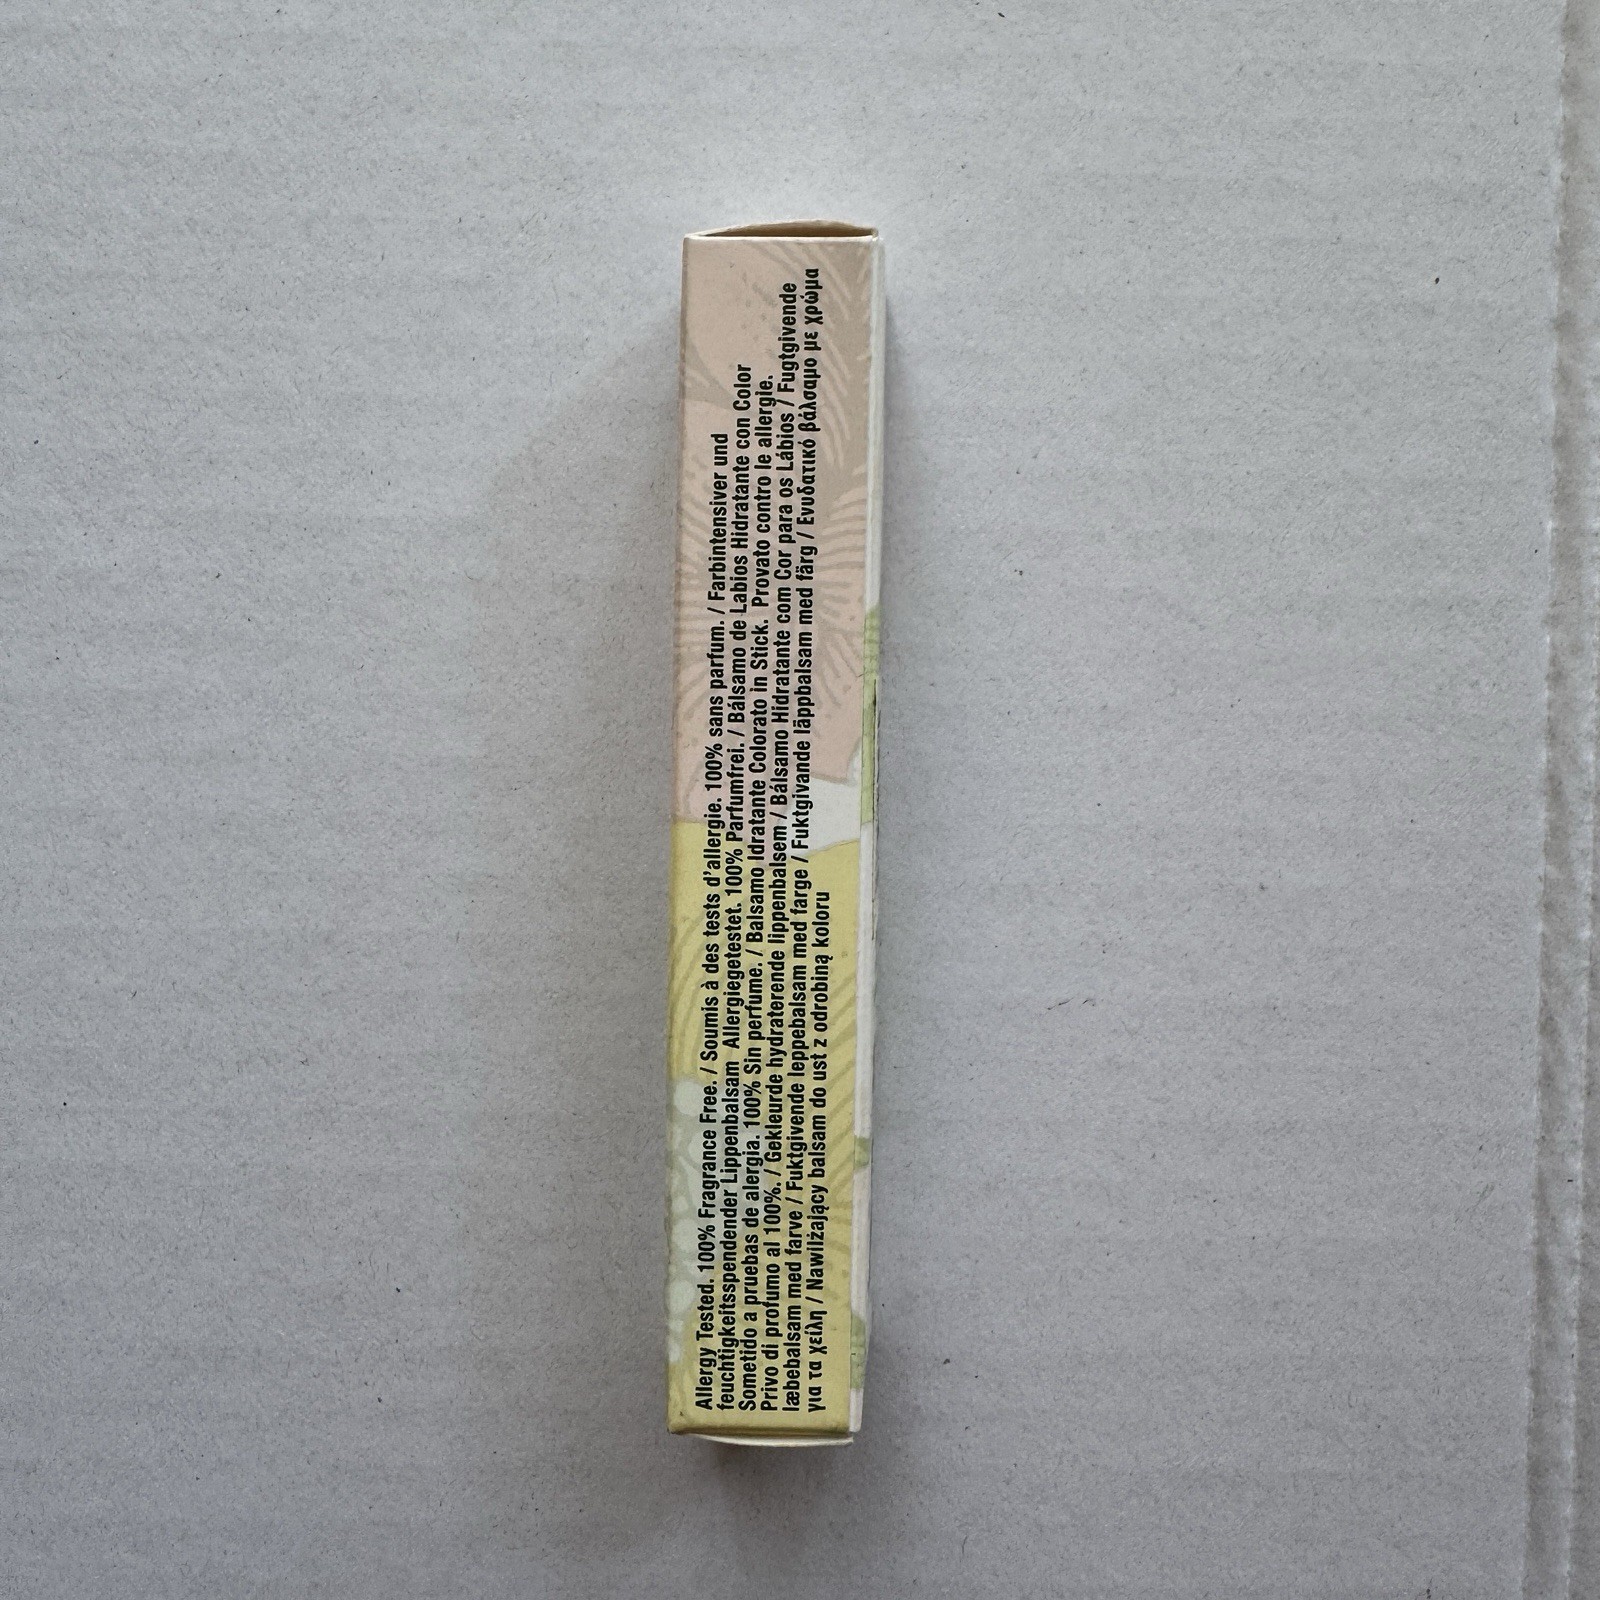 Allergy Tested. 100% Fragrance Free. / Soumis à des tests d'allergie. 100% sans parfum. / Farbintensiver und
feuchtigkeitsspendender Lippenbalsam  Allergiegetestet. 100% Parfumfrei. / Bálsamo de Labios Hidratante con Color
Sometido a pruebas de alergia. 100% Sin perfume. / Balsamo Idratante Colorato in Stick.  Provato contro le allergie.
Privo di profumo al 100%. / Gekleurde hydraterende lippenbalsem / Bálsamo Hidratante com Cor para os Lábios / Fugtgivende
læbebalsam med farve / Fuktgivende leppebalsam med farge / Fuktgivande läppbalsam med färg / Ενυδατικό βάλσαμο με χρώμα
για τα χείλη / Nawilżający balsam do ust z odrobiną koloru